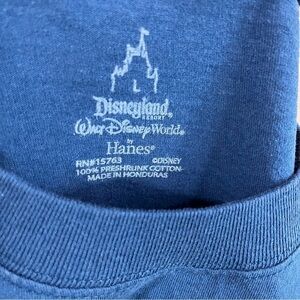 L
Disneyland®
RESORT
Walt Disney World®
by
Hanes®
RN#15763 ©DISNEY
100% PRESHRUNK COTTON
MADE IN HONDURAS